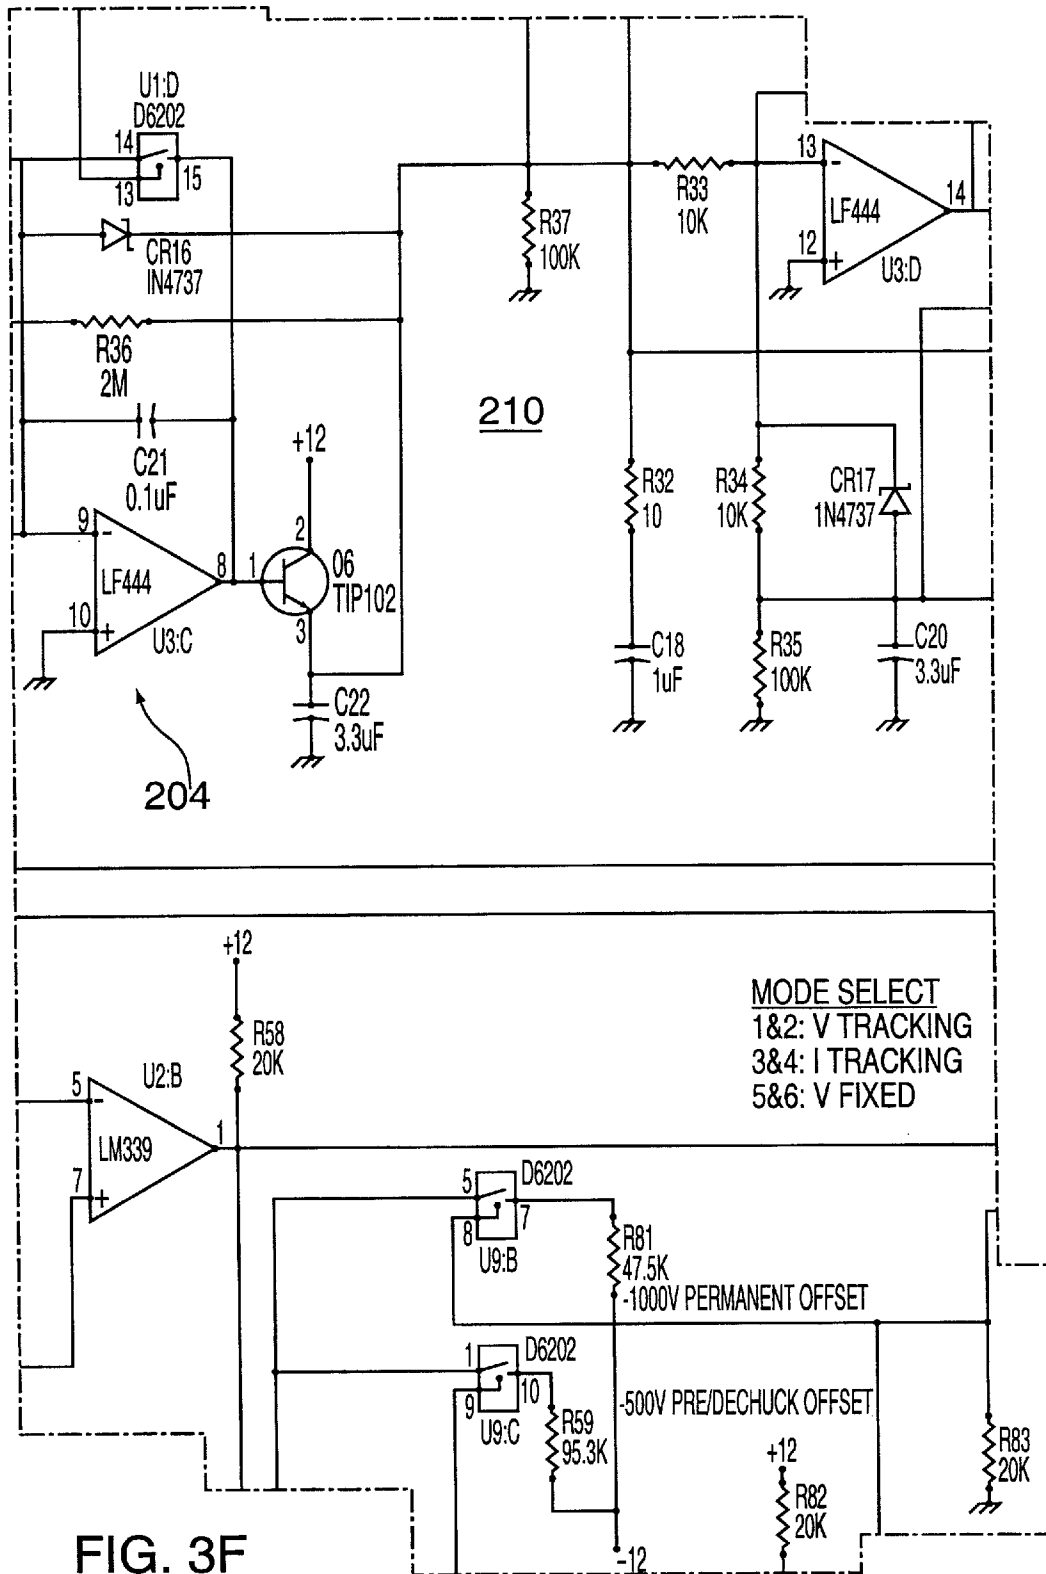 U1:D
D6202
14
13
15
CR16
IN4737
R36
2M
C21
0.1uF
9
-
LF444
10
+
8
U3:C
1
+12
2
06
TIP102
3
C22
3.3uF
204
210
R37
100K
R33
10K
13
-
LF444
12
+
14
U3:D
R32
10
C18
1uF
R34
10K
R35
100K
CR17
1N4737
C20
3.3uF
+12
R58
20K
U2:B
5
-
LM339
7
+
1
MODE SELECT
1&2: V TRACKING
3&4: I TRACKING
5&6: V FIXED
5
D6202
8
7
U9:B
R81
47.5K
-1000V PERMANENT OFFSET
1
D6202
9
10
U9:C
R59
95.3K
-500V PRE/DECHUCK OFFSET
+12
R82
20K
R83
20K
-12
FIG. 3F